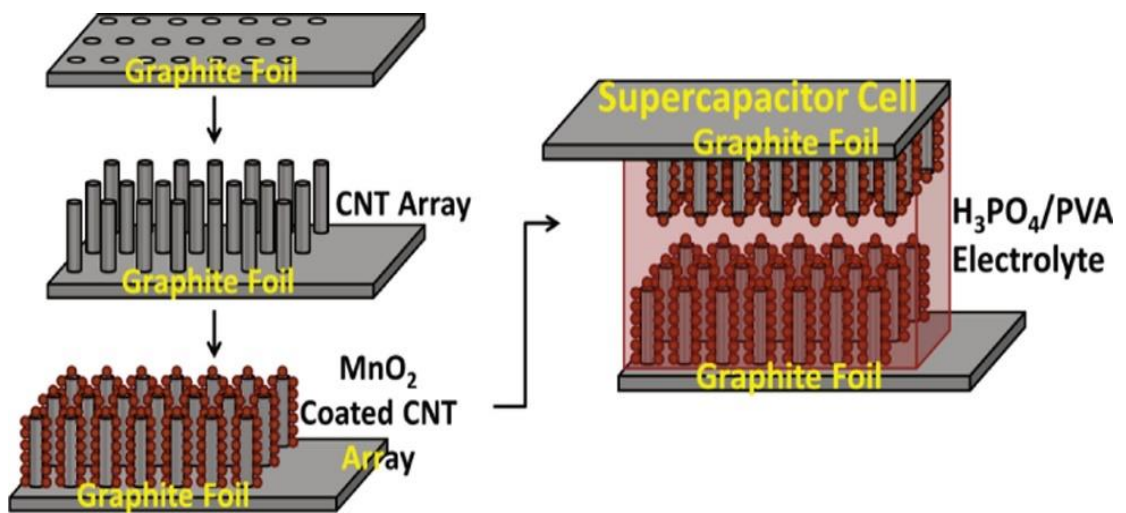 Graphite Foil
CNT Array
Graphite Foil
MnO₂
Coated CNT
Array
Graphite Foil
Supercapacitor Cell
Graphite Foil
H₃PO₄/PVA
Electrolyte
Graphite Foil